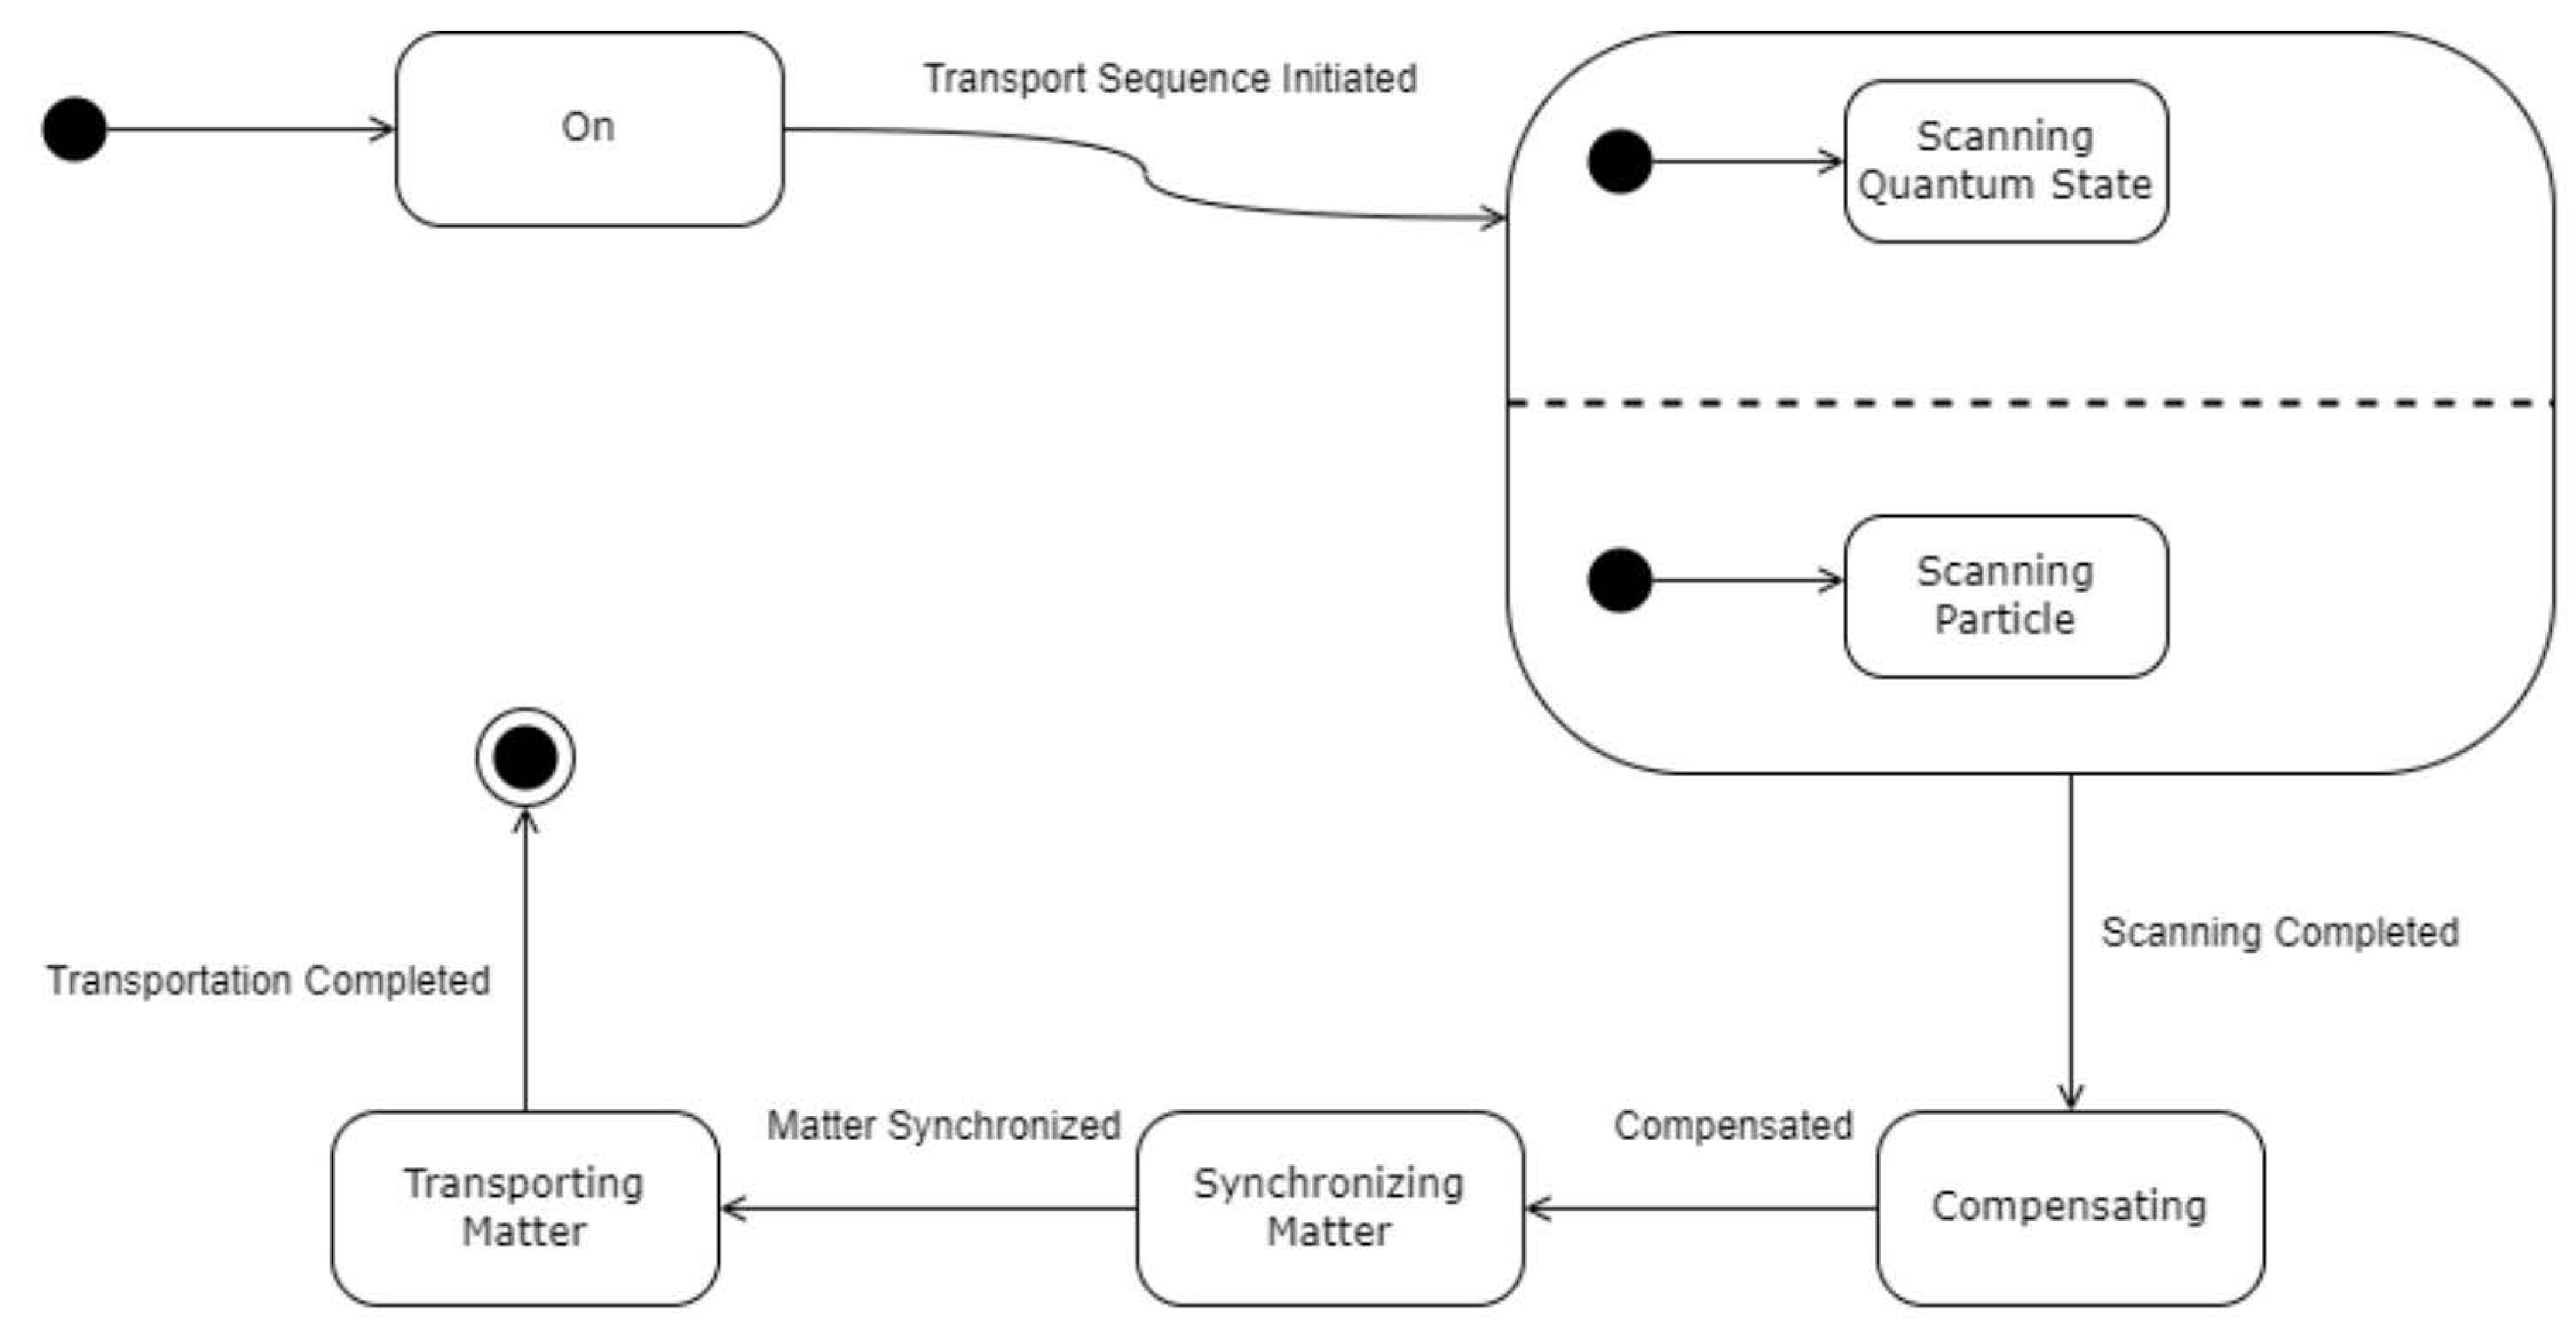 On
Transport Sequence Initiated
Scanning
Quantum State
Scanning
Particle
Scanning Completed
Transportation Completed
Transporting
Matter
Matter Synchronized
Synchronizing
Matter
Compensated
Compensating